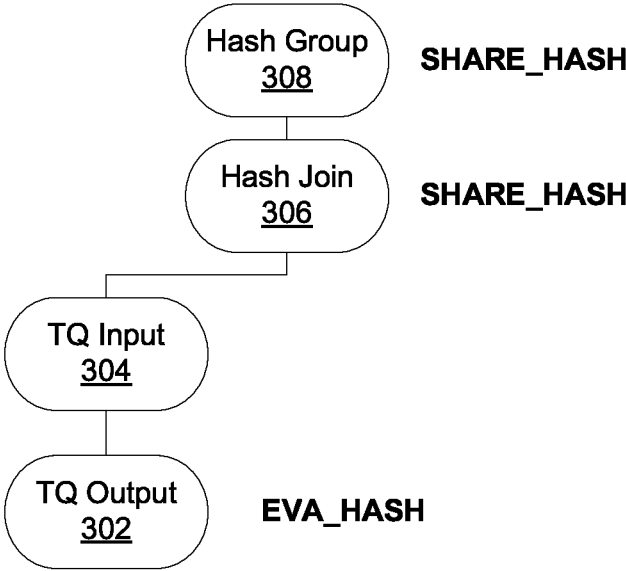 Hash Group
308
SHARE_HASH
Hash Join
306
SHARE_HASH
TQ Input
304
TQ Output
302
EVA_HASH